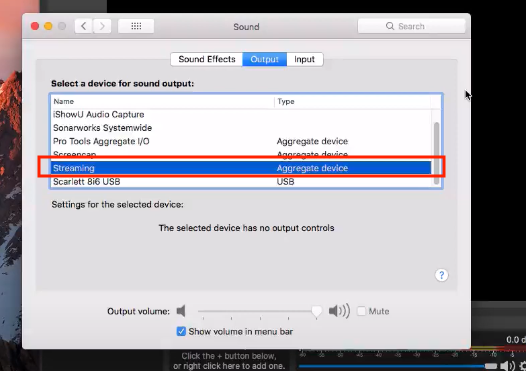 Sound
Search
Sound Effects Output Input
Select a device for sound output:
Name Type
iShowU Audio Capture
Sonarworks Systemwide
Pro Tools Aggregate I/O Aggregate device
Screencap Aggregate device
Streaming Aggregate device
Scarlett 8i6 USB USB
Settings for the selected device:
The selected device has no output controls
?
Output volume: Mute
Show volume in menu bar
0.0 d
Click the + button below,
or right click here to add one.